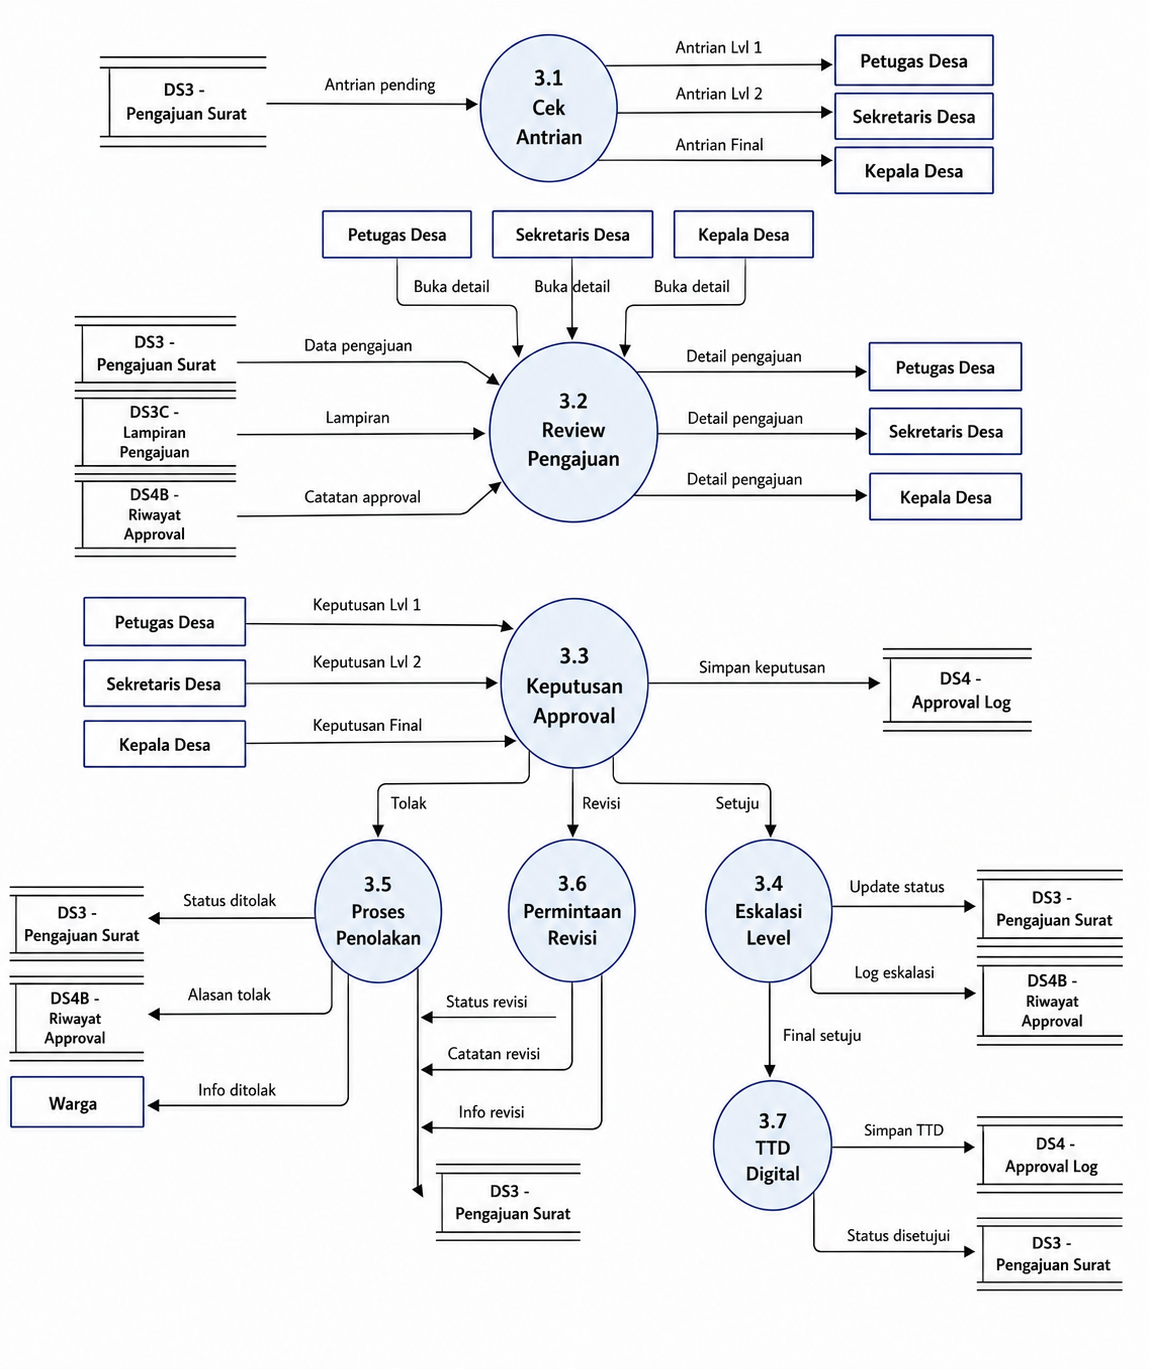 DS3 -
Pengajuan Surat
Antrian pending
3.1
Cek
Antrian
Antrian Lvl 1
Petugas Desa
Antrian Lvl 2
Sekretaris Desa
Antrian Final
Kepala Desa
Petugas Desa
Sekretaris Desa
Kepala Desa
Buka detail
Buka detail
Buka detail
DS3 -
Pengajuan Surat
Data pengajuan
DS3C -
Lampiran
Pengajuan
Lampiran
DS4B -
Riwayat
Approval
Catatan approval
3.2
Review
Pengajuan
Detail pengajuan
Petugas Desa
Detail pengajuan
Sekretaris Desa
Detail pengajuan
Kepala Desa
Petugas Desa
Keputusan Lvl 1
Sekretaris Desa
Keputusan Lvl 2
Kepala Desa
Keputusan Final
3.3
Keputusan
Approval
Simpan keputusan
DS4 -
Approval Log
Tolak
Revisi
Setuju
3.5
Proses
Penolakan
3.6
Permintaan
Revisi
3.4
Eskalasi
Level
Status ditolak
DS3 -
Pengajuan Surat
Alasan tolak
DS4B -
Riwayat
Approval
Info ditolak
Warga
Status revisi
Catatan revisi
Info revisi
DS3 -
Pengajuan Surat
Update status
DS3 -
Pengajuan Surat
Log eskalasi
DS4B -
Riwayat
Approval
Final setuju
3.7
TTD
Digital
Simpan TTD
DS4 -
Approval Log
Status disetujui
DS3 -
Pengajuan Surat